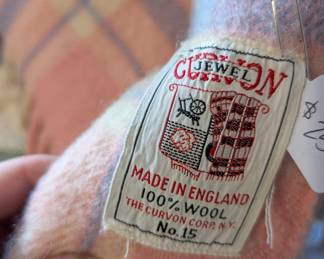 CURVON
JEWEL
MADE IN ENGLAND
100% WOOL
THE CURVON CORP. N.Y.
No. 15
$